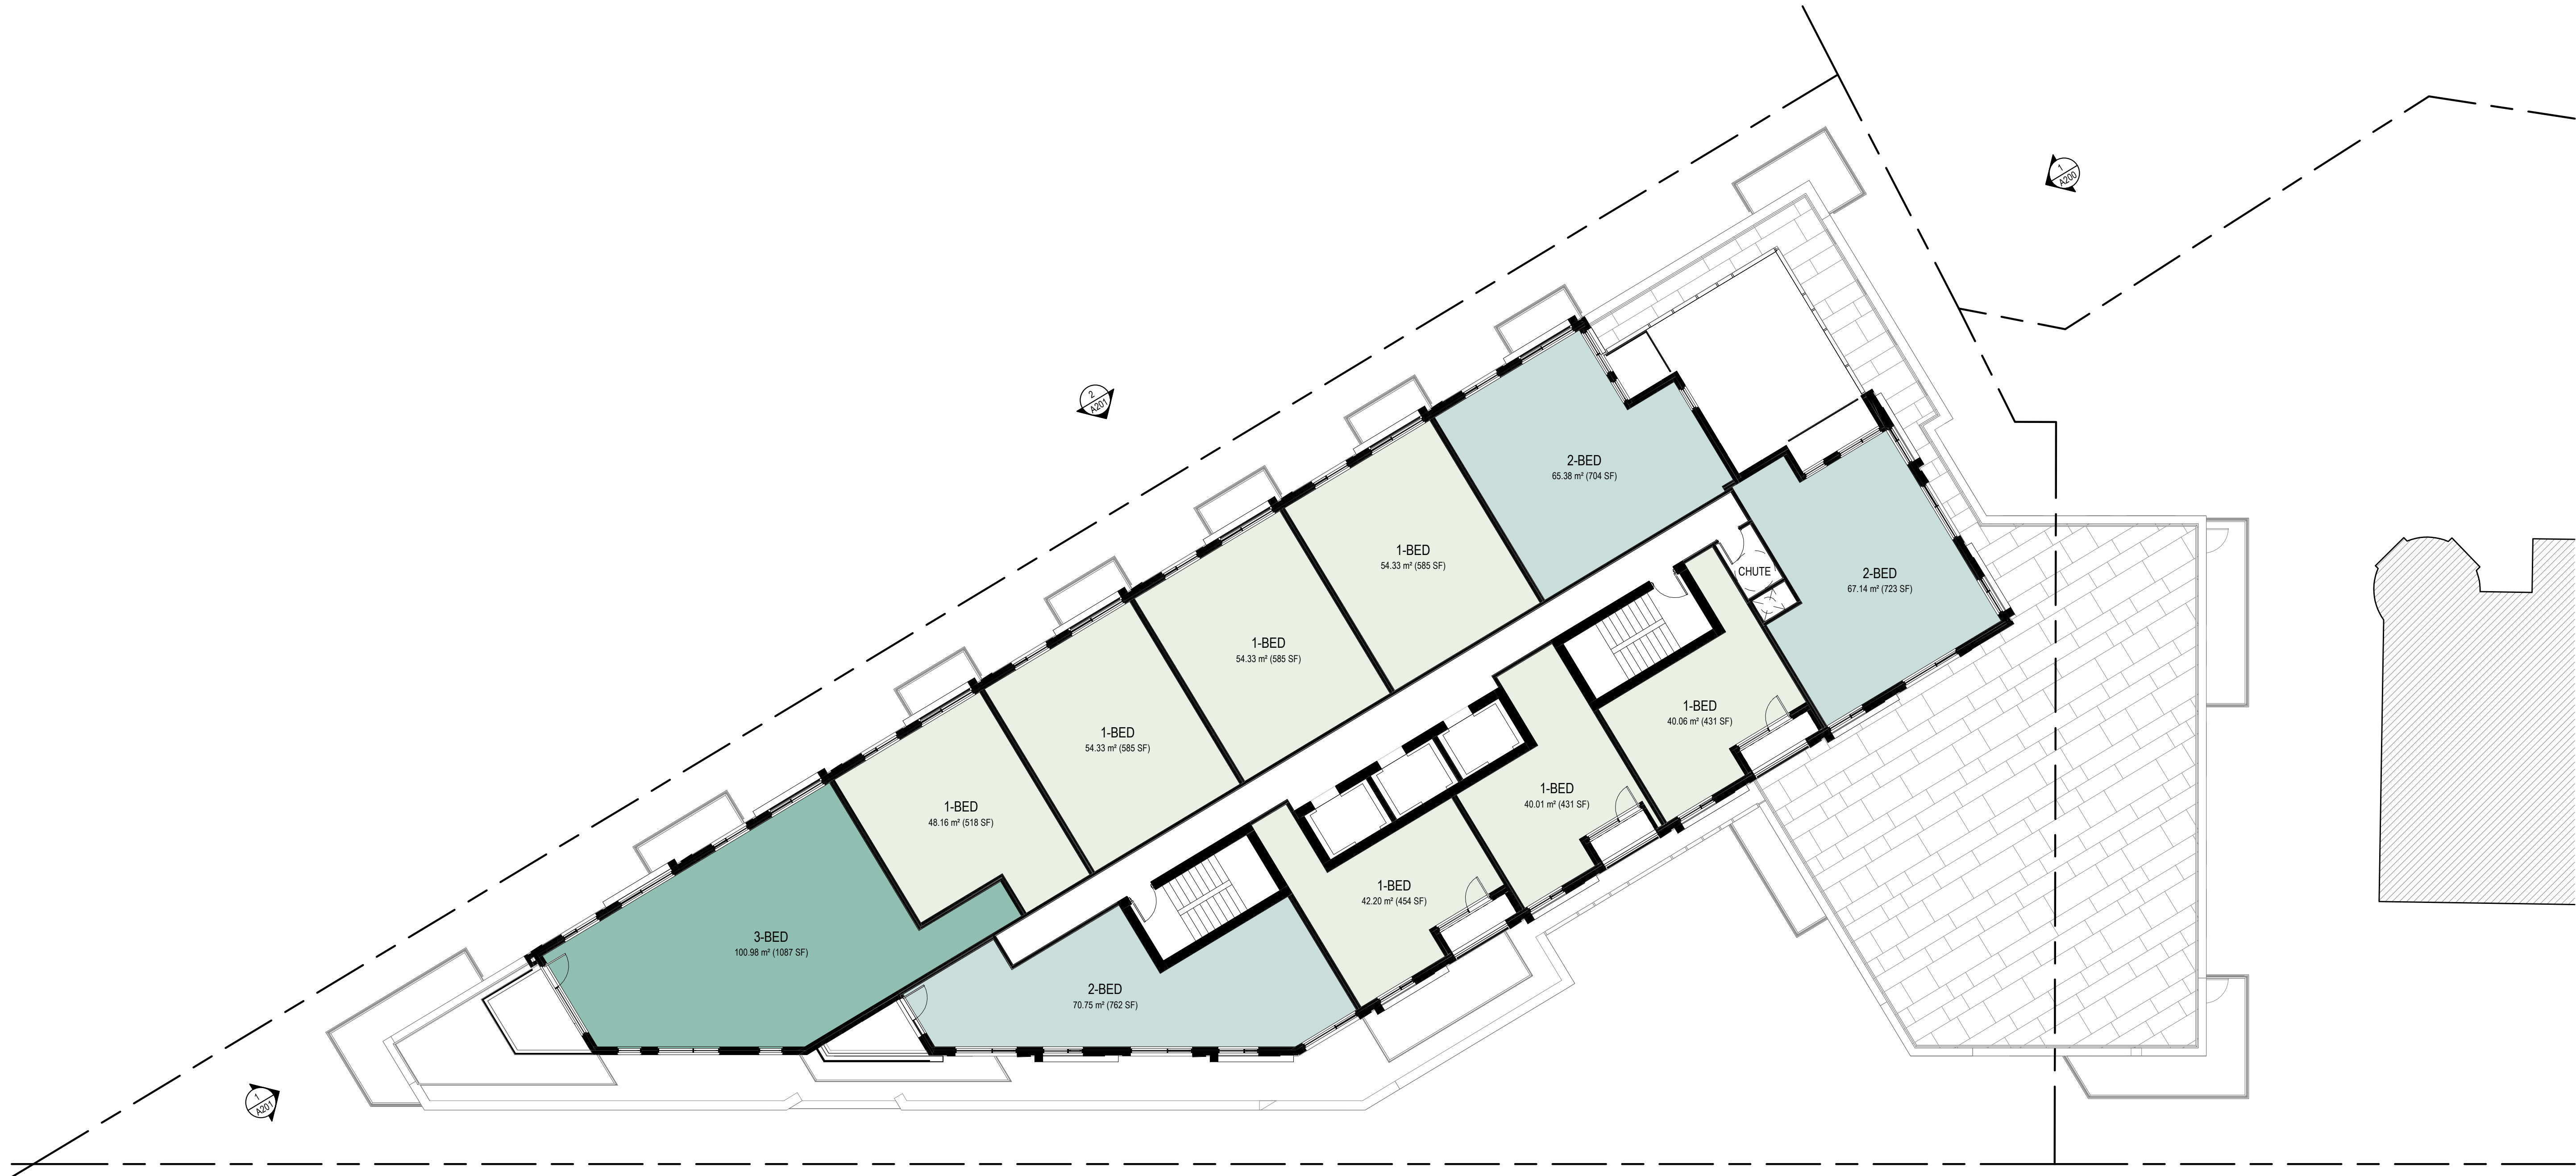 1
A200
2
A201
2-BED
65.38 m² (704 SF)
1-BED
54.33 m² (585 SF)
CHUTE
2-BED
67.14 m² (723 SF)
1-BED
54.33 m² (585 SF)
1-BED
40.06 m² (431 SF)
1-BED
54.33 m² (585 SF)
1-BED
40.01 m² (431 SF)
1-BED
48.16 m² (518 SF)
1-BED
42.20 m² (454 SF)
3-BED
100.98 m² (1087 SF)
2-BED
70.75 m² (762 SF)
1
A201